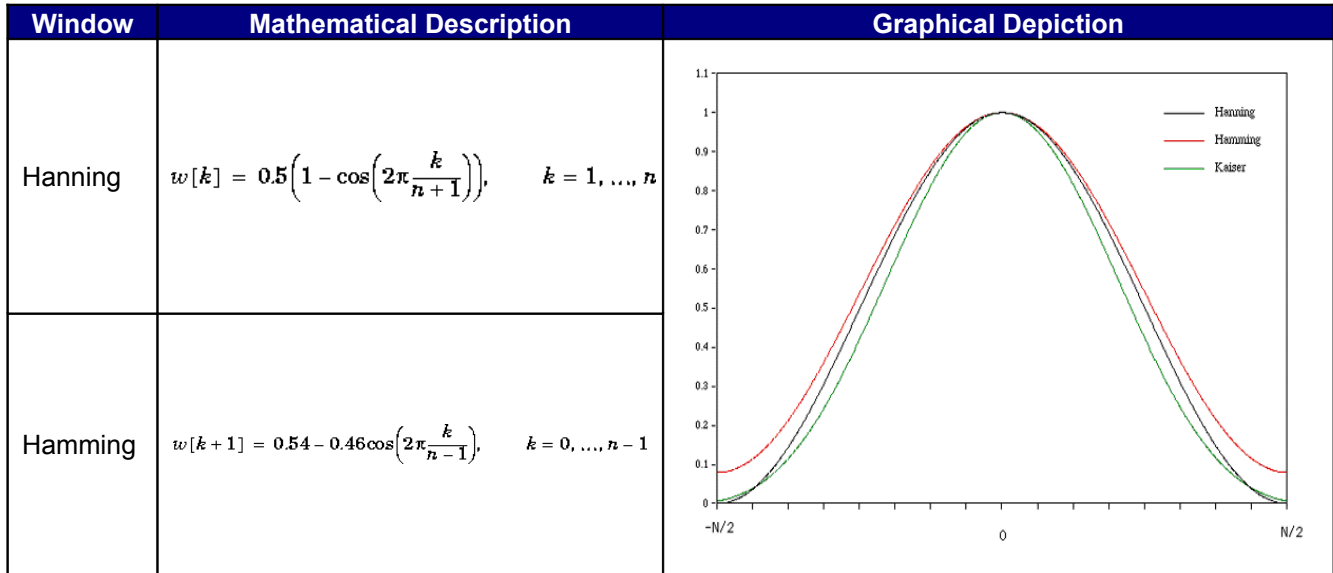 Window Mathematical Description Graphical Depiction
Hanning
w[k] = 0.5(1 − cos(2π k/(n + 1))), k = 1, ..., n
Hamming
w[k + 1] = 0.54 − 0.46cos(2π k/(n − 1)), k = 0, ..., n − 1
1.1
1
0.9
0.8
0.7
0.6
0.5
0.4
0.3
0.2
0.1
0
-N/2
0
N/2
Hanning
Hamming
Kaiser